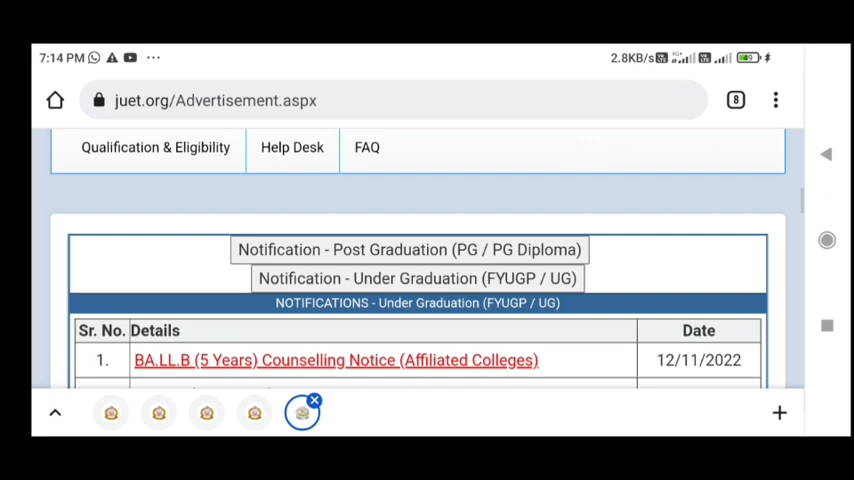 7:14 PM ... 2.8KB/s 49
juet.org/Advertisement.aspx 8
Qualification & Eligibility Help Desk FAQ
Notification - Post Graduation (PG / PG Diploma)
Notification - Under Graduation (FYUGP / UG)
NOTIFICATIONS - Under Graduation (FYUGP / UG)
Sr. No. Details Date
1. BA.LL.B (5 Years) Counselling Notice (Affiliated Colleges) 12/11/2022